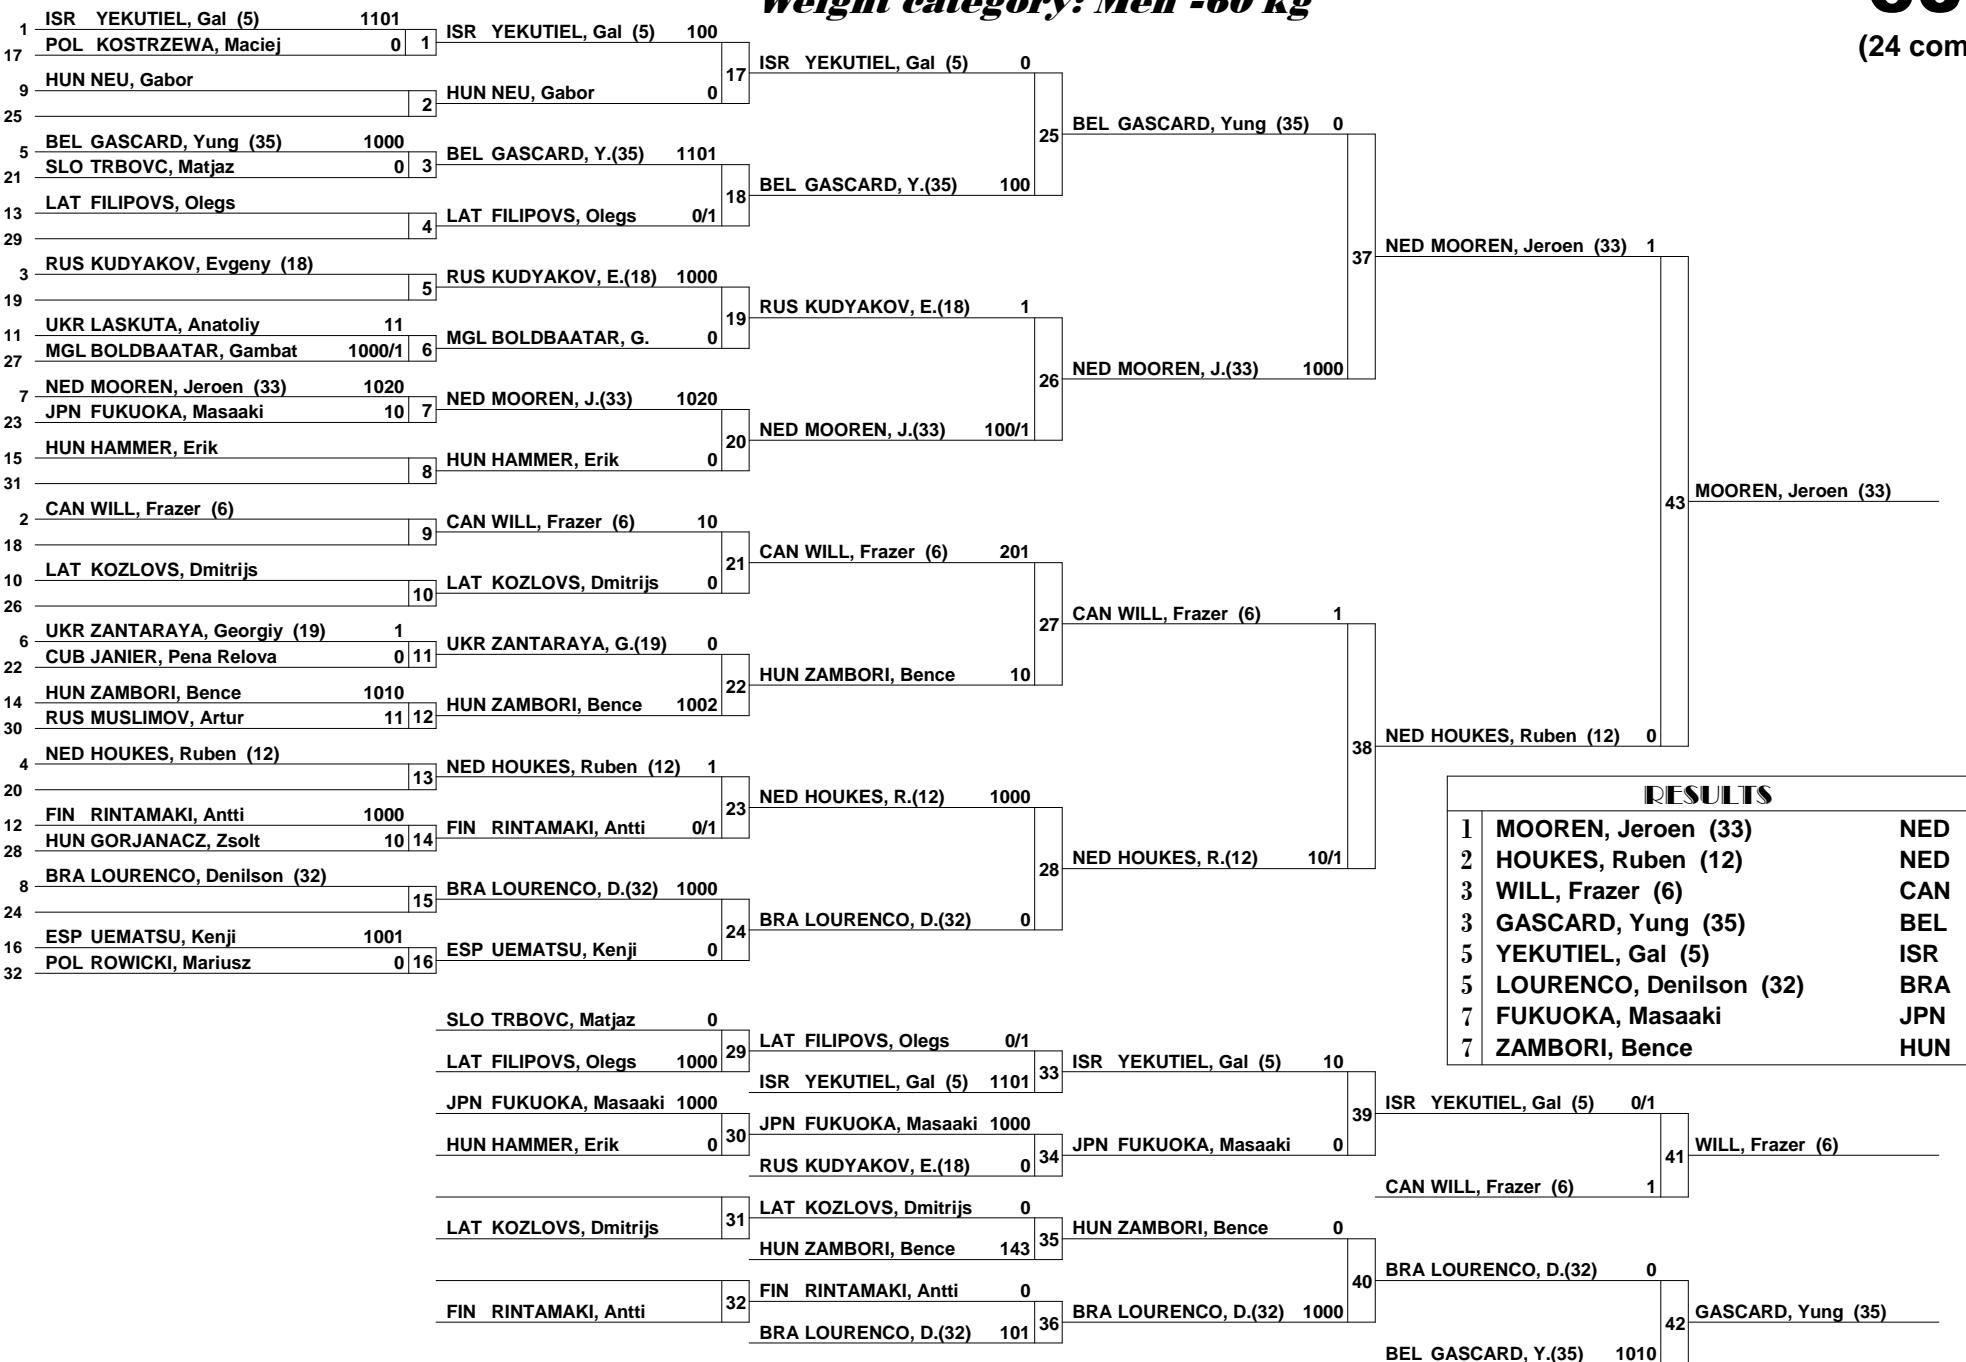 Weight category: Men -60 kg
(24 com
1 ISR YEKUTIEL, Gal (5) 1101
17 POL KOSTRZEWA, Maciej 0 1
9 HUN NEU, Gabor
25 2
5 BEL GASCARD, Yung (35) 1000
21 SLO TRBOVC, Matjaz 0 3
13 LAT FILIPOVS, Olegs
29 4
3 RUS KUDYAKOV, Evgeny (18)
19 5
11 UKR LASKUTA, Anatoliy 11
27 MGL BOLDBAATAR, Gambat 1000/1 6
7 NED MOOREN, Jeroen (33) 1020
23 JPN FUKUOKA, Masaaki 10 7
15 HUN HAMMER, Erik
31 8
2 CAN WILL, Frazer (6)
18 9
10 LAT KOZLOVS, Dmitrijs
26 10
6 UKR ZANTARAYA, Georgiy (19) 1
22 CUB JANIER, Pena Relova 0 11
14 HUN ZAMBORI, Bence 1010
30 RUS MUSLIMOV, Artur 11 12
4 NED HOUKES, Ruben (12)
20 13
12 FIN RINTAMAKI, Antti 1000
28 HUN GORJANACZ, Zsolt 10 14
8 BRA LOURENCO, Denilson (32)
24 15
16 ESP UEMATSU, Kenji 1001
32 POL ROWICKI, Mariusz 0 16
ISR YEKUTIEL, Gal (5) 100
17
HUN NEU, Gabor 0
BEL GASCARD, Y.(35) 1101
18
LAT FILIPOVS, Olegs 0/1
RUS KUDYAKOV, E.(18) 1000
19
MGL BOLDBAATAR, G. 0
NED MOOREN, J.(33) 1020
20
HUN HAMMER, Erik 0
CAN WILL, Frazer (6) 10
21
LAT KOZLOVS, Dmitrijs 0
UKR ZANTARAYA, G.(19) 0
22
HUN ZAMBORI, Bence 1002
NED HOUKES, Ruben (12) 1
23
FIN RINTAMAKI, Antti 0/1
BRA LOURENCO, D.(32) 1000
24
ESP UEMATSU, Kenji 0
ISR YEKUTIEL, Gal (5) 0
25
BEL GASCARD, Y.(35) 100
RUS KUDYAKOV, E.(18) 1
26
NED MOOREN, J.(33) 100/1
CAN WILL, Frazer (6) 201
27
HUN ZAMBORI, Bence 10
NED HOUKES, R.(12) 1000
28
BRA LOURENCO, D.(32) 0
BEL GASCARD, Yung (35) 0
37
NED MOOREN, J.(33) 1000
CAN WILL, Frazer (6) 1
38
NED HOUKES, R.(12) 10/1
NED MOOREN, Jeroen (33) 1
43
NED HOUKES, Ruben (12) 0
MOOREN, Jeroen (33)
RESULTS
1 MOOREN, Jeroen (33) NED
2 HOUKES, Ruben (12) NED
3 WILL, Frazer (6) CAN
3 GASCARD, Yung (35) BEL
5 YEKUTIEL, Gal (5) ISR
5 LOURENCO, Denilson (32) BRA
7 FUKUOKA, Masaaki JPN
7 ZAMBORI, Bence HUN
SLO TRBOVC, Matjaz 0
29
LAT FILIPOVS, Olegs 1000
JPN FUKUOKA, Masaaki 1000
30
HUN HAMMER, Erik 0
31
LAT KOZLOVS, Dmitrijs
32
FIN RINTAMAKI, Antti
LAT FILIPOVS, Olegs 0/1
33
ISR YEKUTIEL, Gal (5) 1101
JPN FUKUOKA, Masaaki 1000
34
RUS KUDYAKOV, E.(18) 0
LAT KOZLOVS, Dmitrijs 0
35
HUN ZAMBORI, Bence 143
FIN RINTAMAKI, Antti 0
36
BRA LOURENCO, D.(32) 101
ISR YEKUTIEL, Gal (5) 10
39
JPN FUKUOKA, Masaaki 0
HUN ZAMBORI, Bence 0
40
BRA LOURENCO, D.(32) 1000
ISR YEKUTIEL, Gal (5) 0/1
41
CAN WILL, Frazer (6) 1
BRA LOURENCO, D.(32) 0
42
BEL GASCARD, Y.(35) 1010
WILL, Frazer (6)
GASCARD, Yung (35)